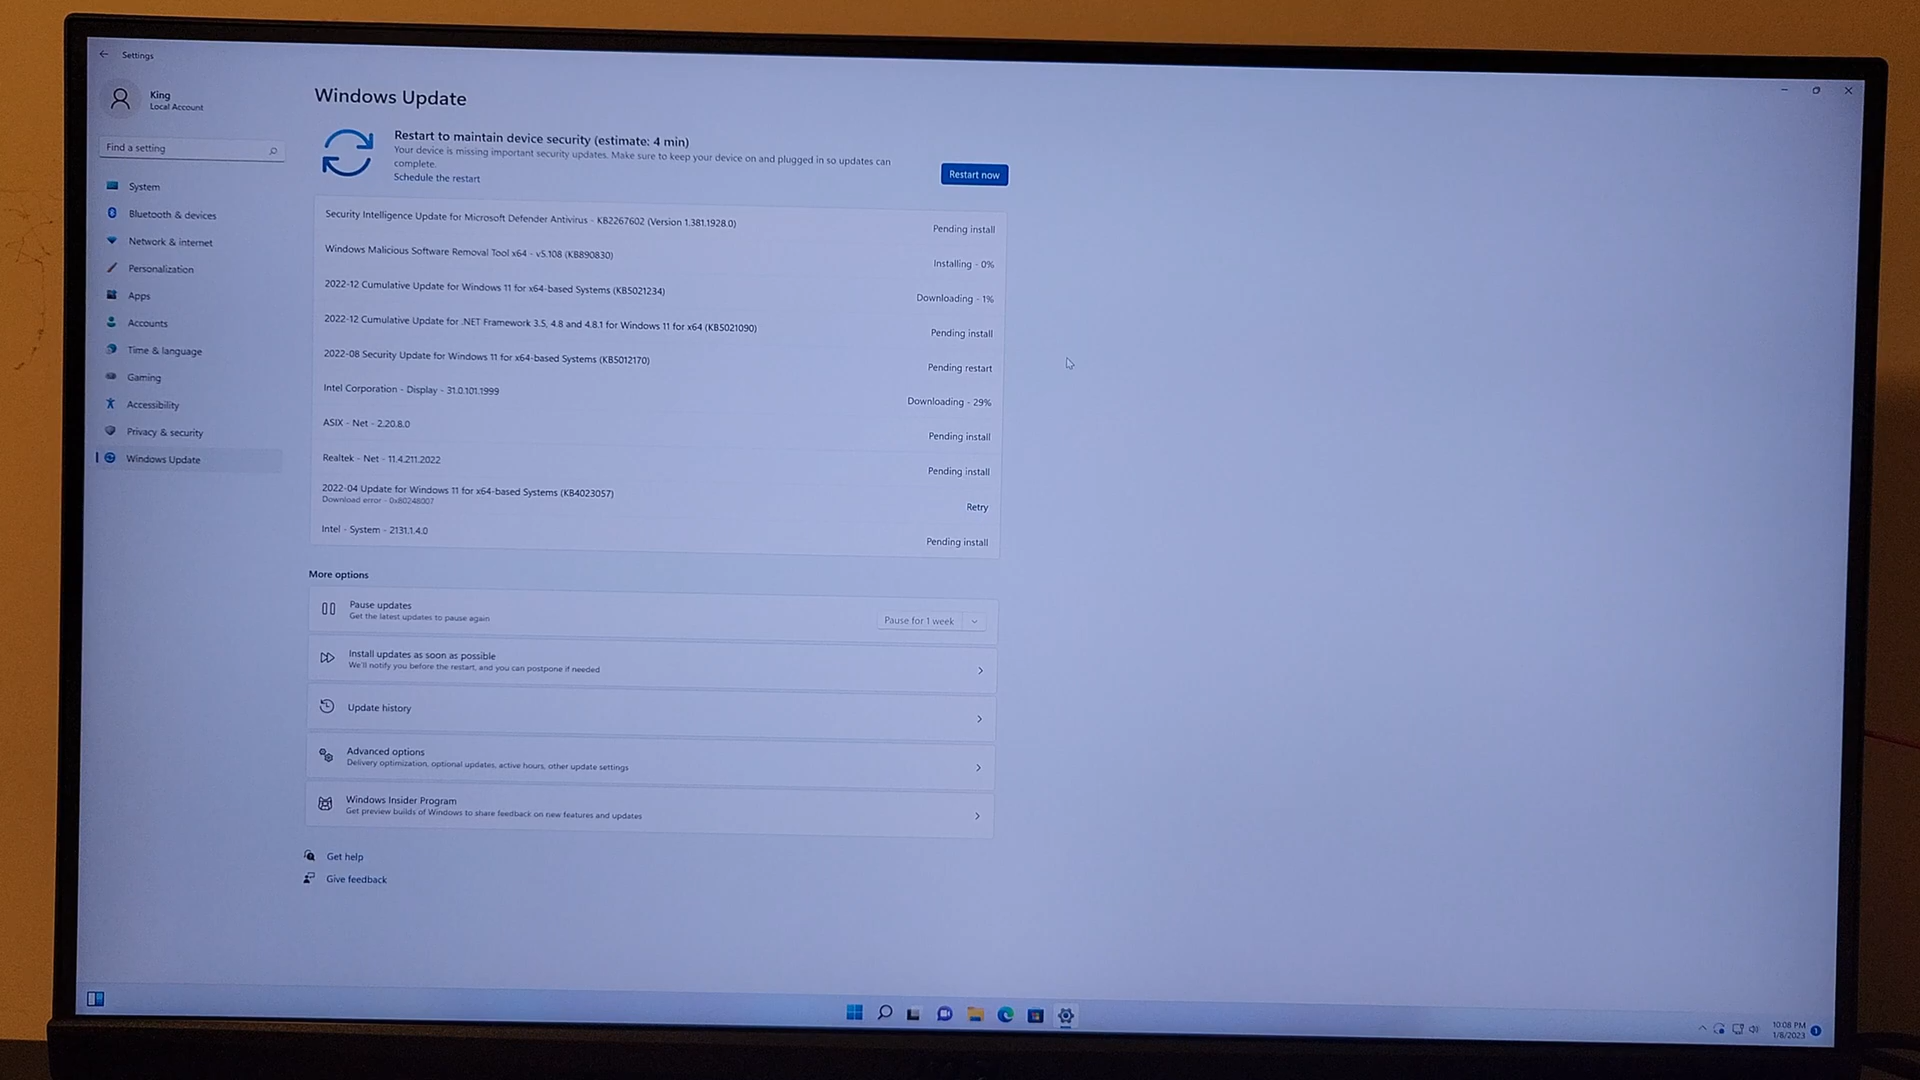 Settings
King
Local Account
Find a setting
System
Bluetooth & devices
Network & internet
Personalization
Apps
Accounts
Time & language
Gaming
Accessibility
Privacy & security
Windows Update
Windows Update
Restart to maintain device security (estimate: 4 min)
Your device is missing important security updates. Make sure to keep your device on and plugged in so updates can
complete.
Schedule the restart
Restart now
Security Intelligence Update for Microsoft Defender Antivirus - KB2267602 (Version 1.381.1928.0)
Pending install
Windows Malicious Software Removal Tool x64 - v5.108 (KB890830)
Installing - 0%
2022-12 Cumulative Update for Windows 11 for x64-based Systems (KB5021234)
Downloading - 1%
2022-12 Cumulative Update for .NET Framework 3.5, 4.8 and 4.8.1 for Windows 11 for x64 (KB5021090)
Pending install
2022-08 Security Update for Windows 11 for x64-based Systems (KB5012170)
Pending restart
Intel Corporation - Display - 31.0.101.1999
Downloading - 29%
ASIX - Net - 2.20.8.0
Pending install
Realtek - Net - 11.4.211.2022
Pending install
2022-04 Update for Windows 11 for x64-based Systems (KB4023057)
Download error - 0x80248007
Retry
Intel - System - 2131.1.4.0
Pending install
More options
Pause updates
Get the latest updates to pause again
Pause for 1 week
Install updates as soon as possible
We'll notify you before the restart, and you can postpone if needed
Update history
Advanced options
Delivery optimization, optional updates, active hours, other update settings
Windows Insider Program
Get preview builds of Windows to share feedback on new features and updates
Get help
Give feedback
10:08 PM
1/8/2023
1